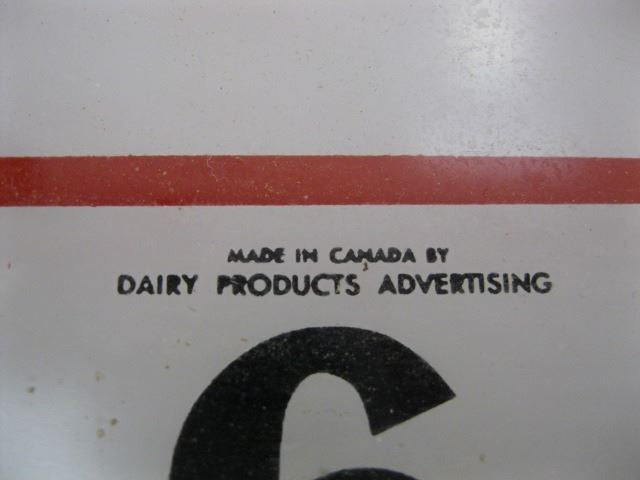 MADE IN CANADA BY
DAIRY PRODUCTS ADVERTISING
6